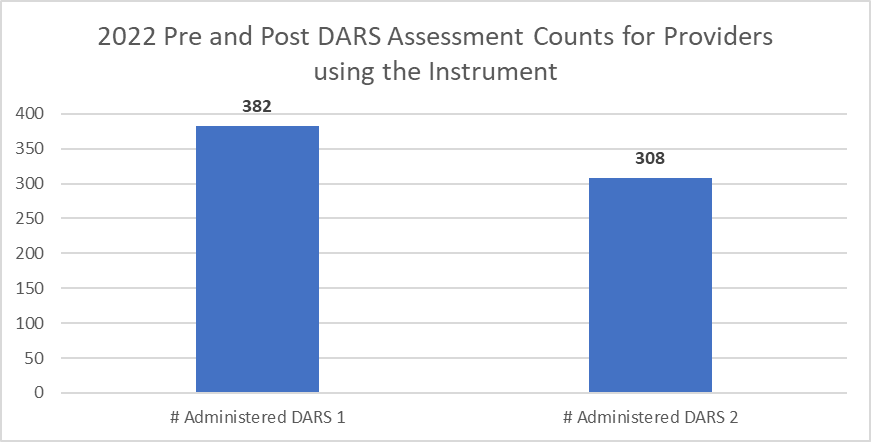 2022 Pre and Post DARS Assessment Counts for Providers
using the Instrument
400
350
300
250
200
150
100
50
0
382
308
# Administered DARS 1
# Administered DARS 2